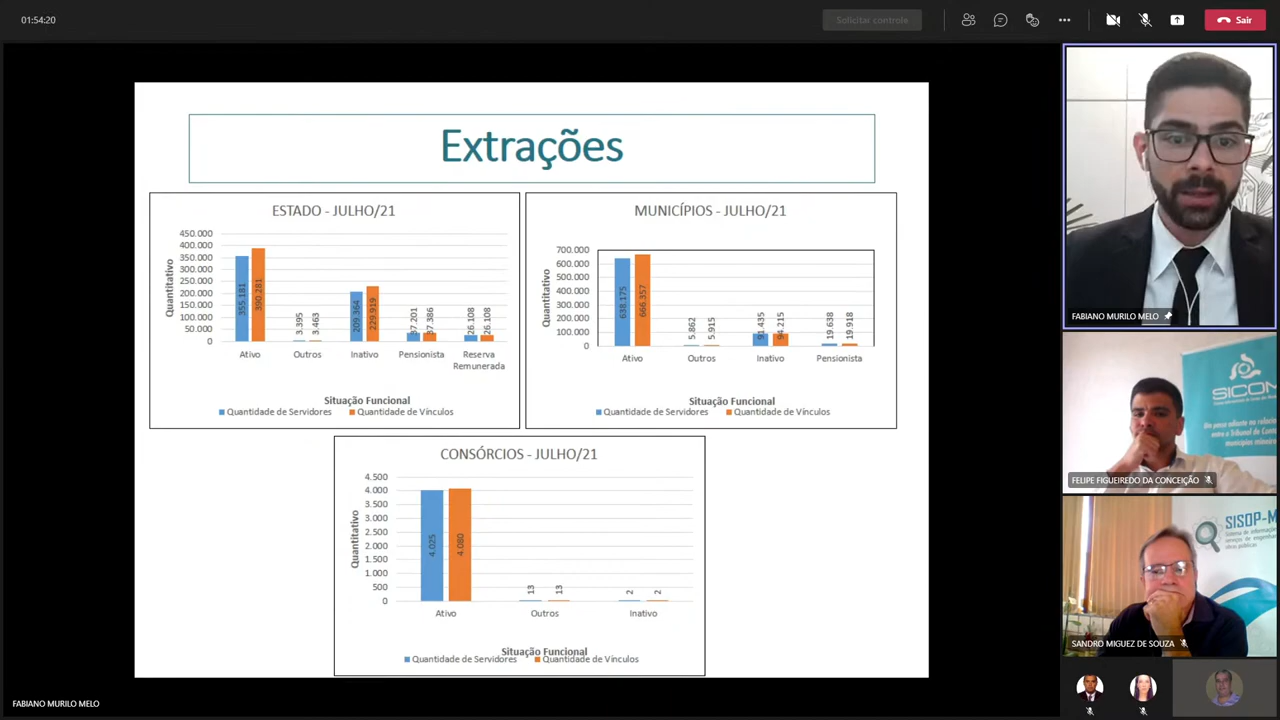 01:54:20
Solicitar controle
Sair
Extrações
ESTADO - JULHO/21
450.000
400.000
350.000
300.000
250.000
200.000
150.000
100.000
50.000
0
Quantitativo
355.181
390.281
3.395
3.463
209.364
229.919
37.201
37.386
26.108
26.108
Ativo
Outros
Inativo
Pensionista
Reserva
Remunerada
Situação Funcional
Quantidade de Servidores
Quantidade de Vínculos
MUNICÍPIOS - JULHO/21
700.000
600.000
500.000
400.000
300.000
200.000
100.000
0
Quantitativo
638.175
666.357
5.862
5.915
91.435
94.215
19.638
19.918
Ativo
Outros
Inativo
Pensionista
Situação Funcional
Quantidade de Servidores
Quantidade de Vínculos
CONSÓRCIOS - JULHO/21
4.500
4.000
3.500
3.000
2.500
2.000
1.500
1.000
500
0
Quantitativo
4.025
4.080
13
13
2
2
Ativo
Outros
Inativo
Situação Funcional
Quantidade de Servidores
Quantidade de Vínculos
FABIANO MURILO MELO
SICOM
FELIPE FIGUEIREDO DA CONCEIÇÃO
SISOP-M
SANDRO MIGUEZ DE SOUZA
FABIANO MURILO MELO